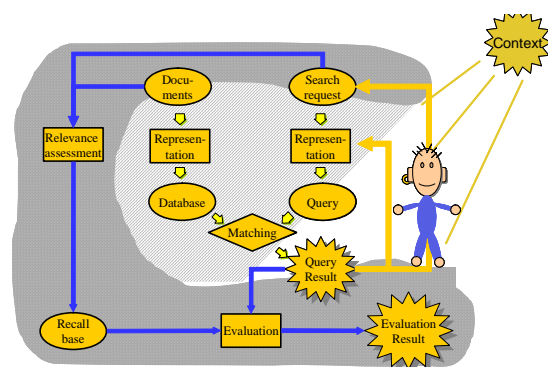 Context
Docu-
ments
Search
request
Relevance
assessment
Represen-
tation
Represen-
tation
Database
Query
Matching
Query
Result
Recall
base
Evaluation
Evaluation
Result